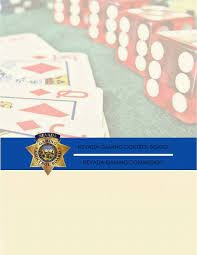 NEVADA GAMING CONTROL BOARD
NEVADA GAMING COMMISSION